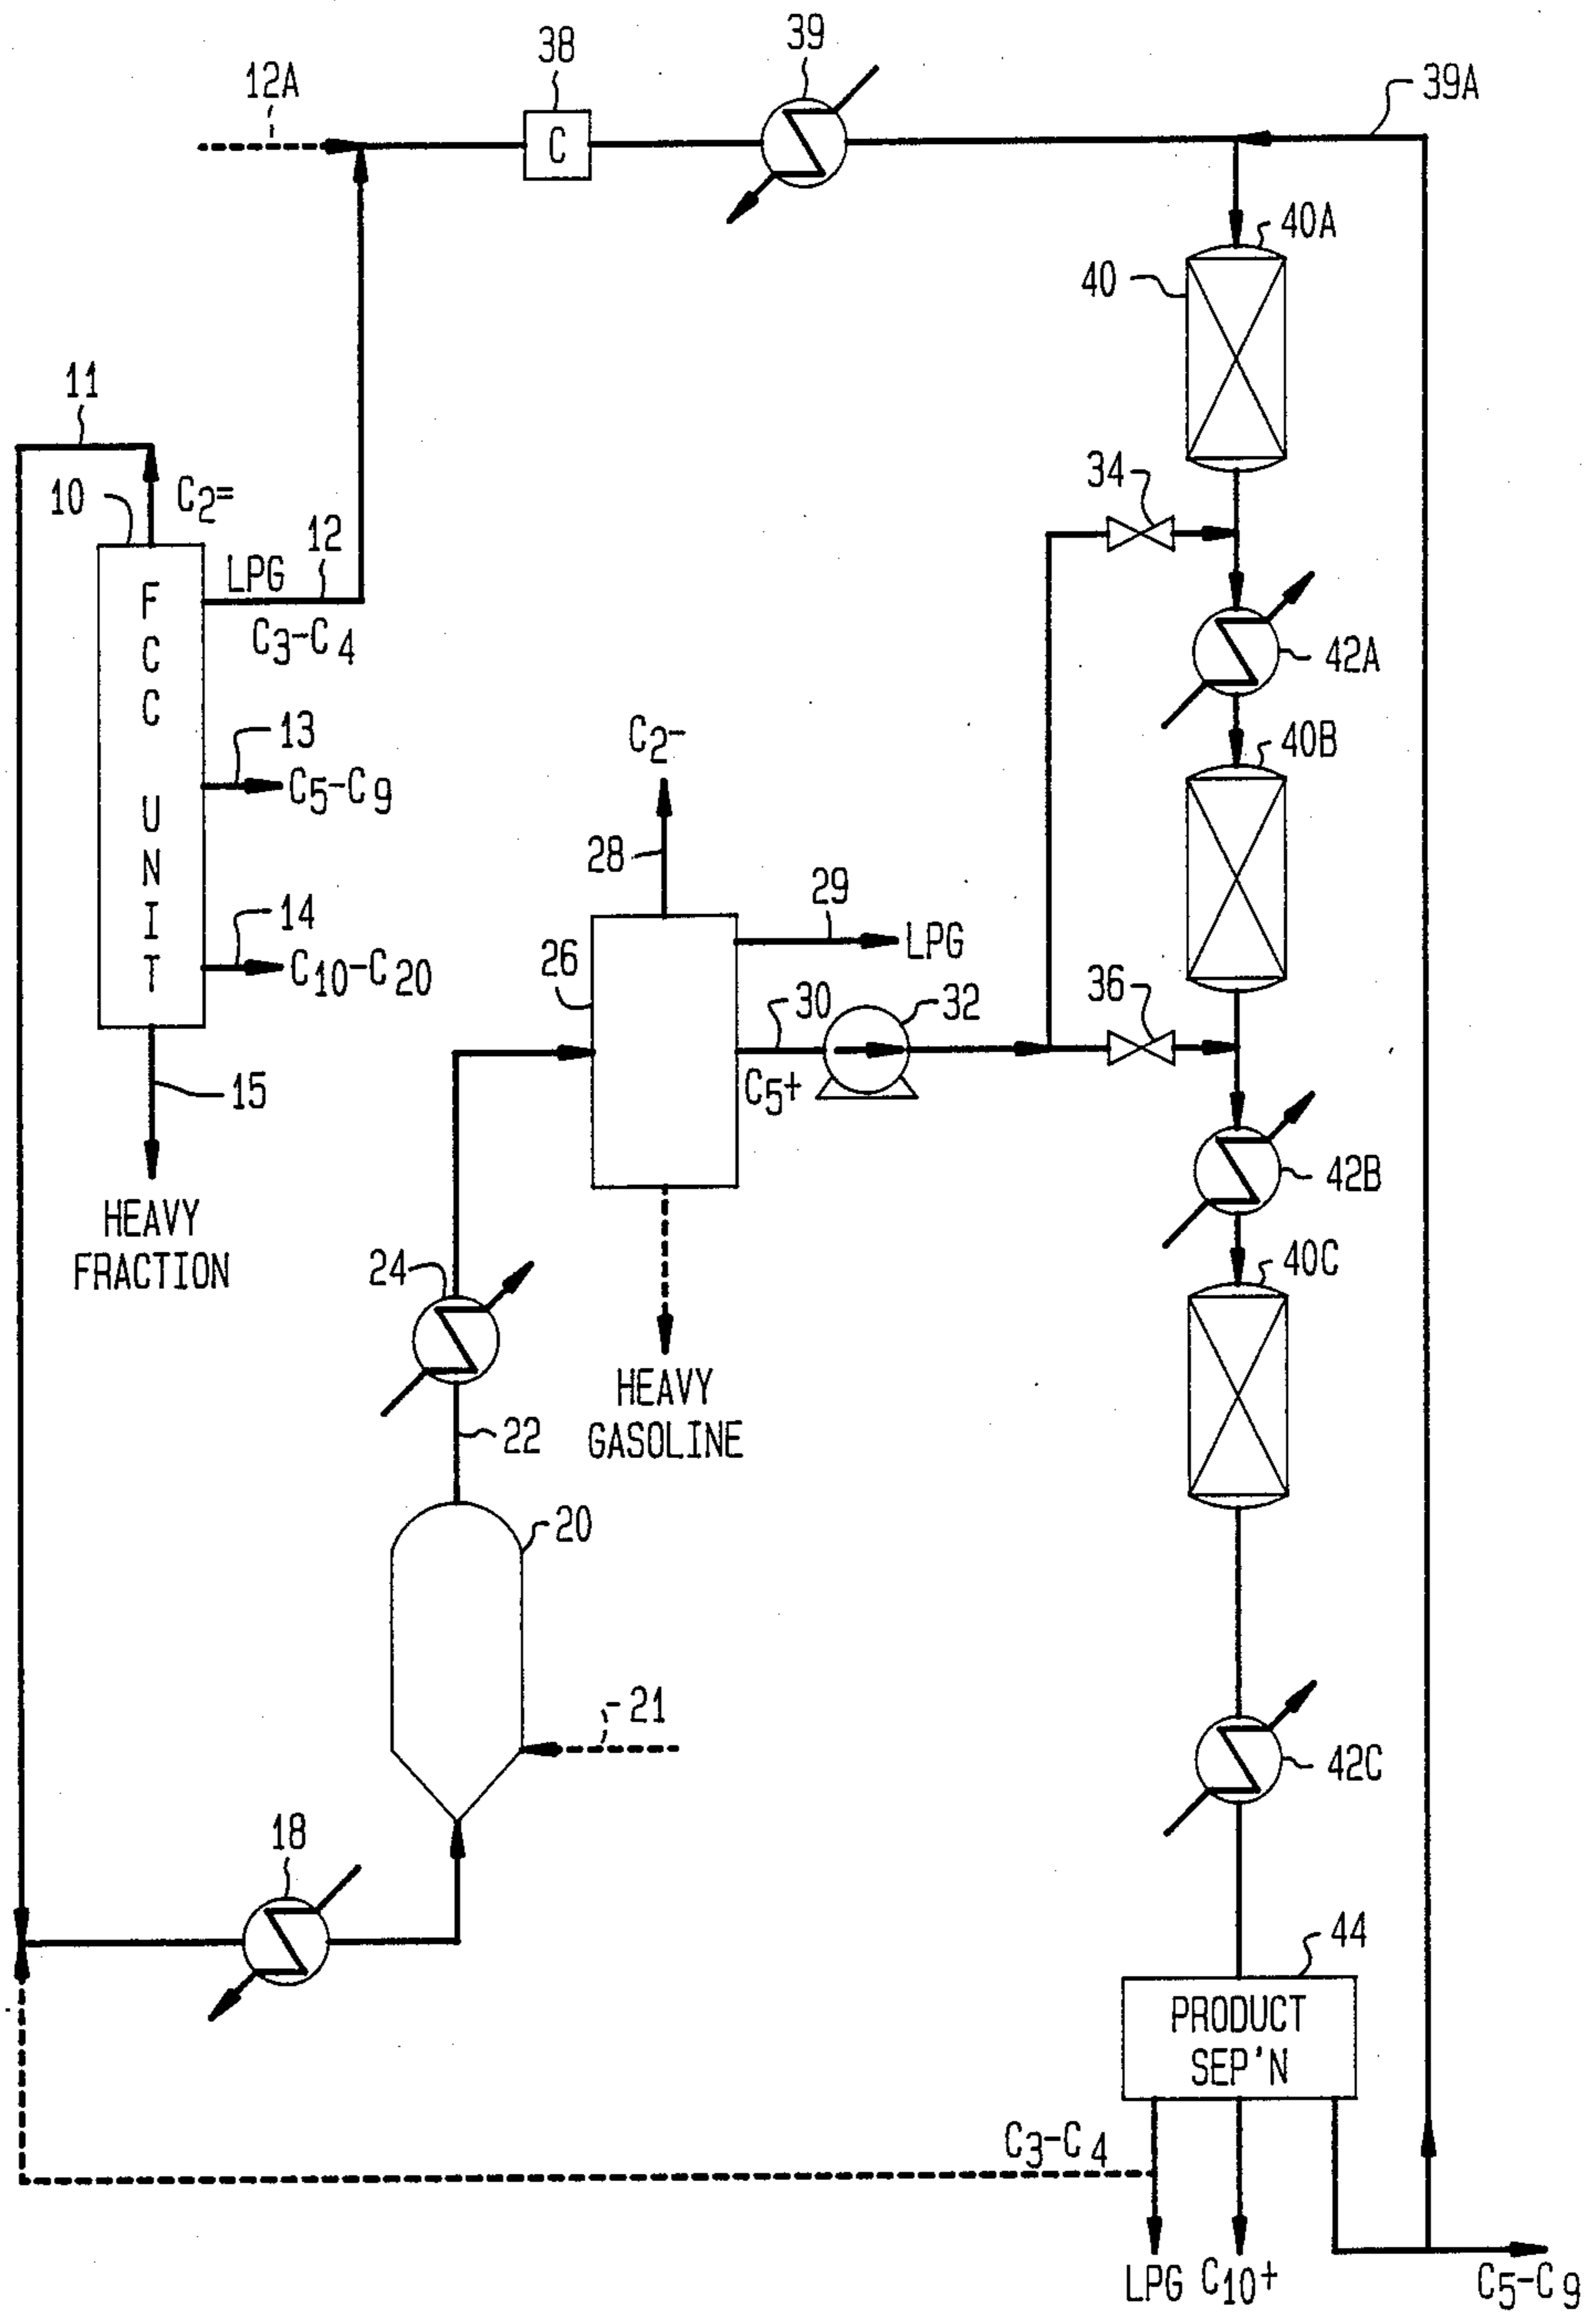 38
39
12A
39A
C
40A
40
11
34
10
C2=
12
LPG
C3-C4
FCC UNIT
42A
13
C5-C9
C2-
40B
28
29
LPG
14
C10-C20
26
36
30
32
C5+
15
42B
HEAVY
FRACTION
24
40C
HEAVY
GASOLINE
22
20
21
42C
18
44
PRODUCT
SEP'N
C3-C4
LPG
C10+
C5-C9